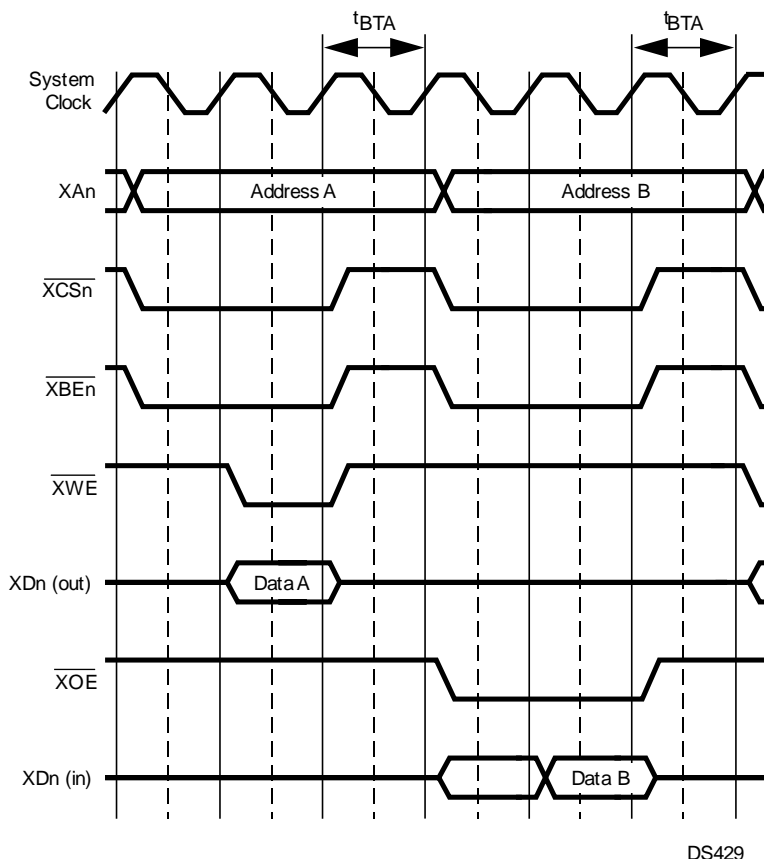 tBTA tBTA
System
Clock
XAn Address A Address B
XCSn
XBEn
XWE
XDn (out) Data A
XOE
XDn (in) Data B
DS429